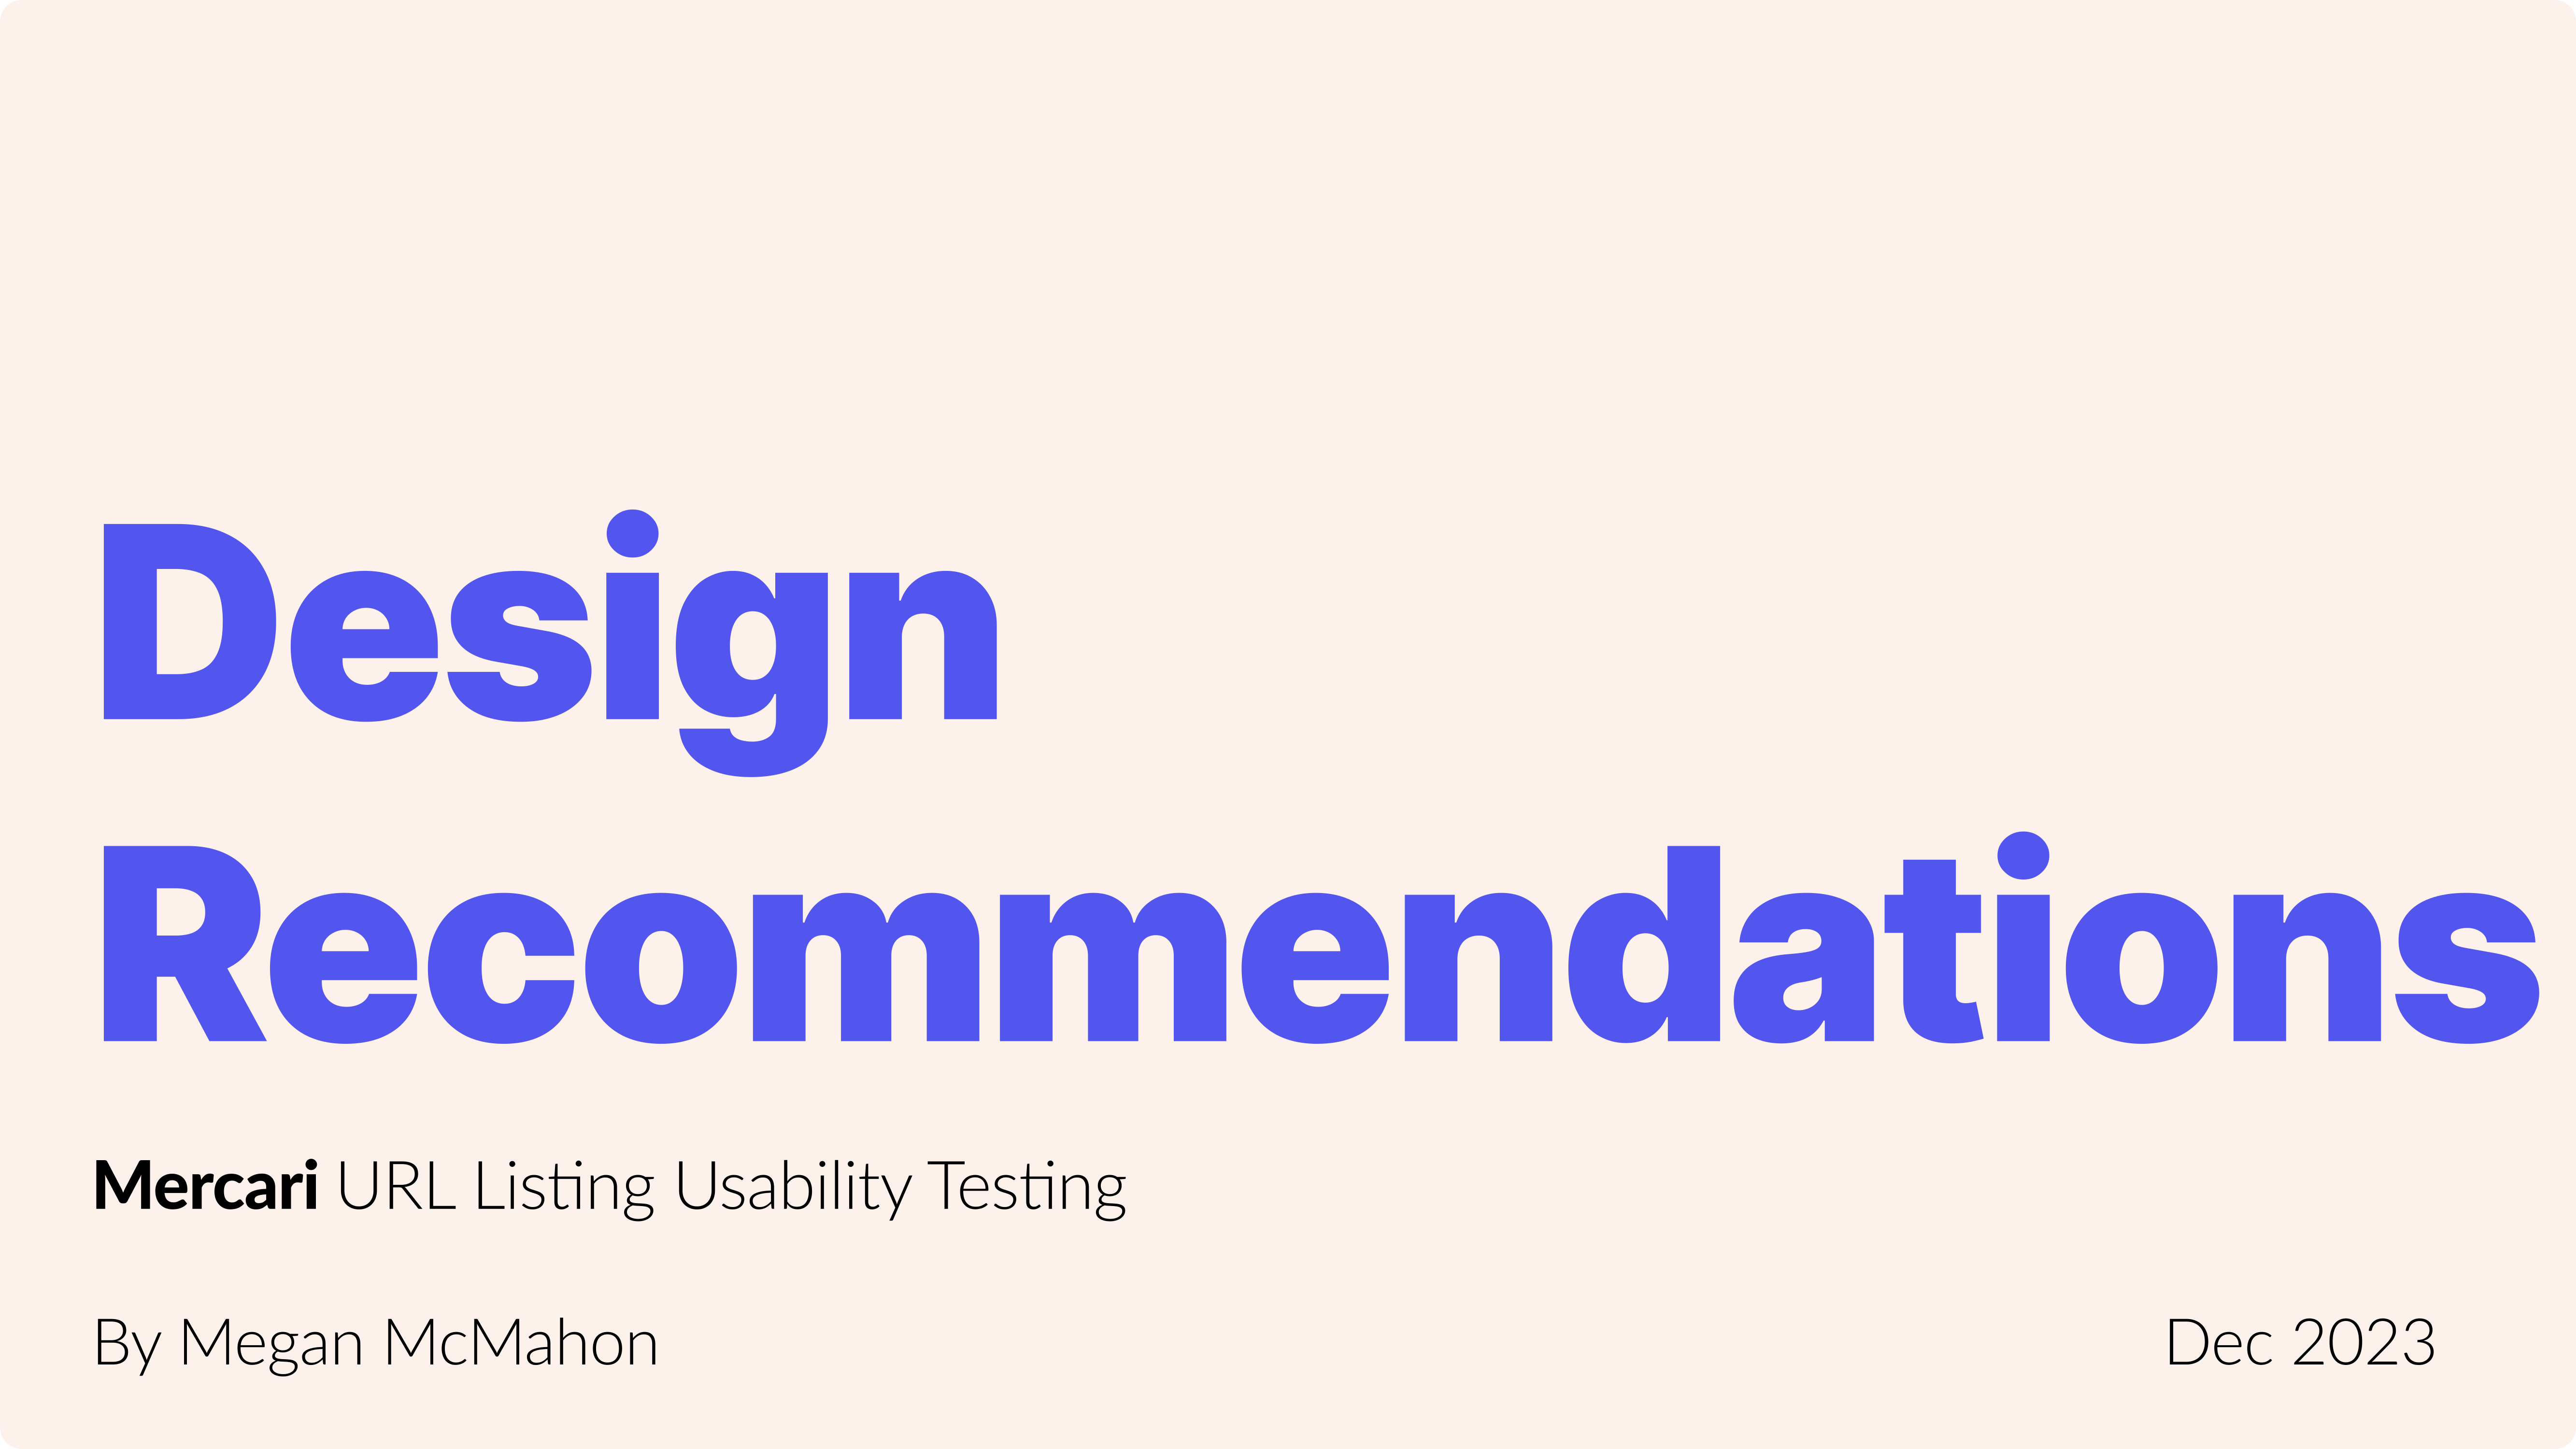 Design
Recommendations
Mercari URL Listing Usability Testing
By Megan McMahon
Dec 2023